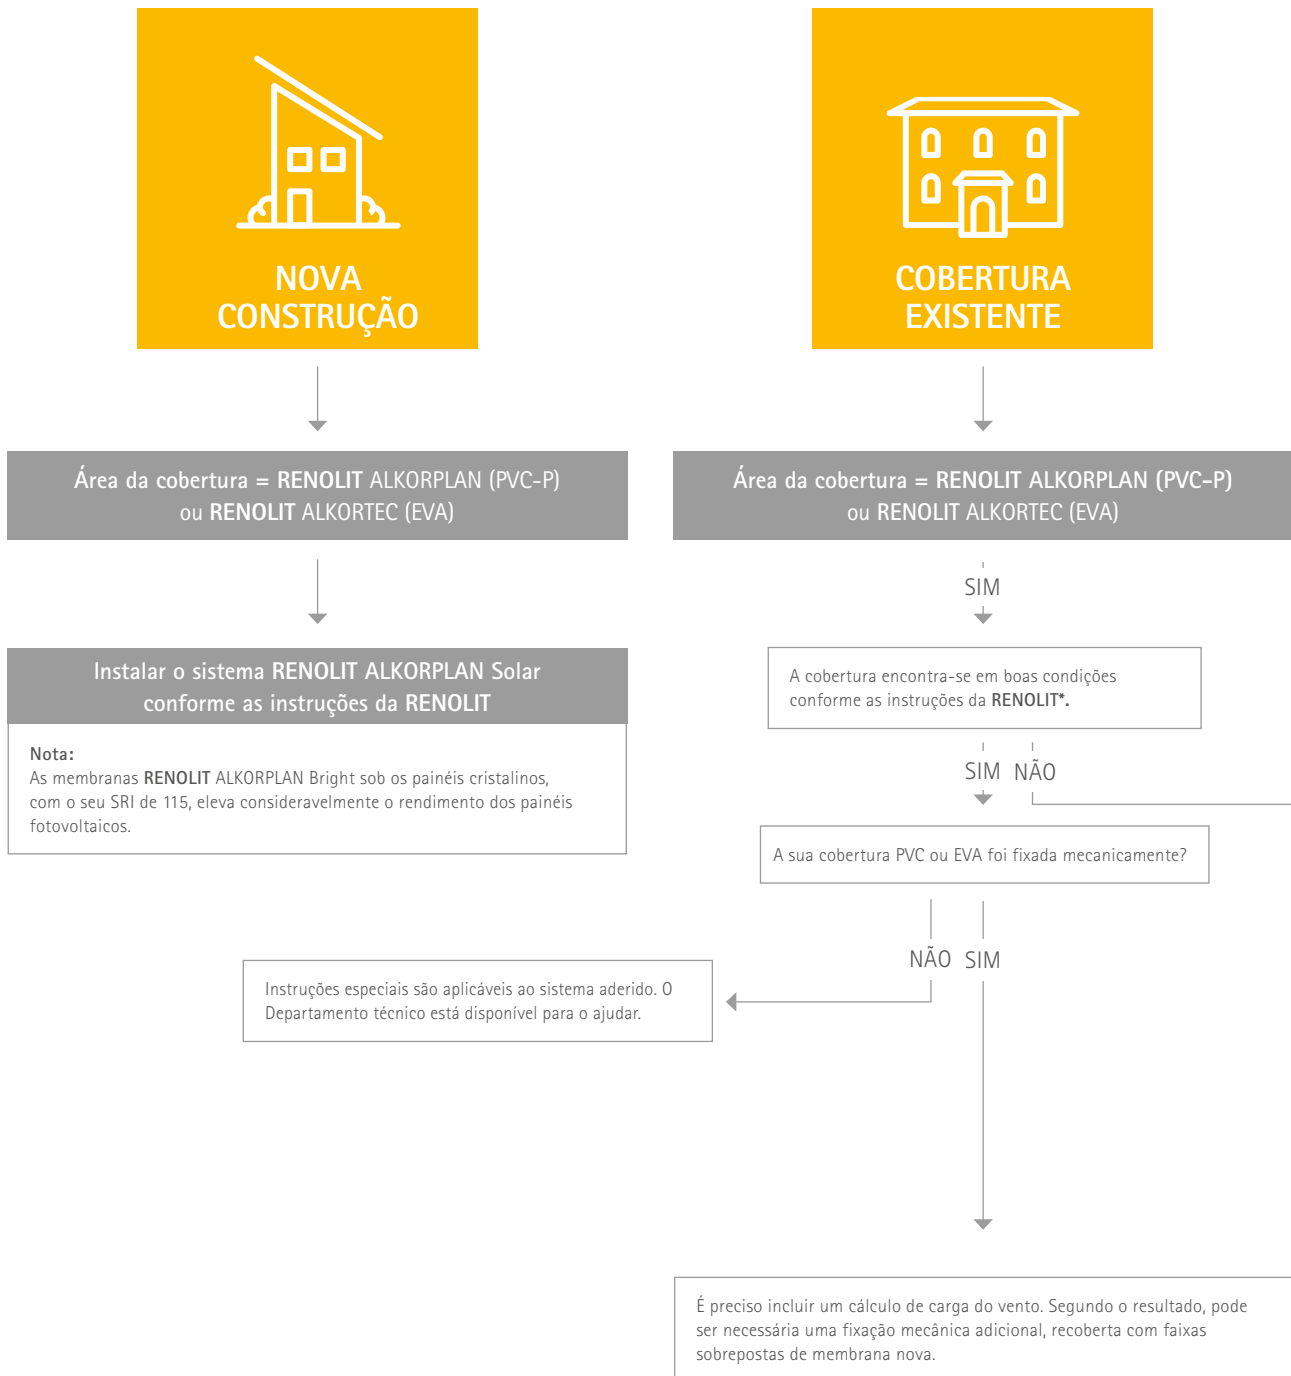 NOVA
CONSTRUÇÃO
Área da cobertura = RENOLIT ALKORPLAN (PVC-P)
ou RENOLIT ALKORTEC (EVA)
Instalar o sistema RENOLIT ALKORPLAN Solar
conforme as instruções da RENOLIT
Nota:
As membranas RENOLIT ALKORPLAN Bright sob os painéis cristalinos,
com o seu SRI de 115, eleva consideravelmente o rendimento dos painéis
fotovoltaicos.
COBERTURA
EXISTENTE
Área da cobertura = RENOLIT ALKORPLAN (PVC-P)
ou RENOLIT ALKORTEC (EVA)
SIM
A cobertura encontra-se em boas condições
conforme as instruções da RENOLIT*.
SIM NÃO
A sua cobertura PVC ou EVA foi fixada mecanicamente?
NÃO SIM
Instruções especiais são aplicáveis ao sistema aderido. O
Departamento técnico está disponível para o ajudar.
É preciso incluir um cálculo de carga do vento. Segundo o resultado, pode
ser necessária uma fixação mecânica adicional, recoberta com faixas
sobrepostas de membrana nova.